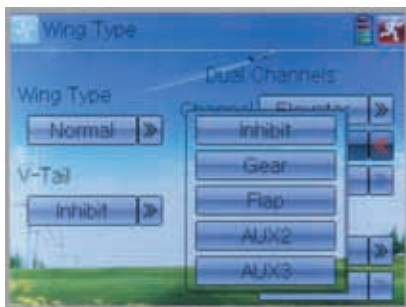 Wing Type
Dual Channels
Wing Type
Channel Elevator
Normal
Inhibit
Gear
V-Tail
Flap
Inhibit
AUX2
AUX3